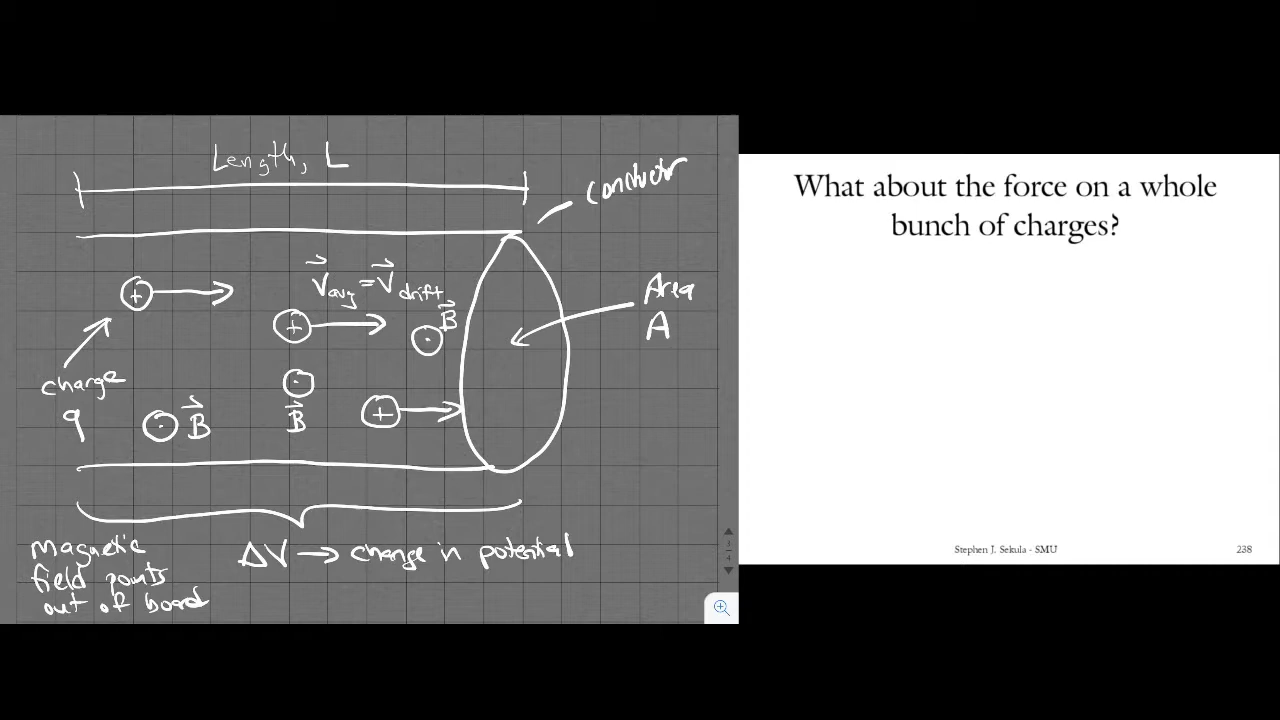 Length, L
conductor
V avg = V drift
+
+
B
Area
A
charge
q
B
B
+
Magnetic
field points
out of board
ΔV → change in potential
What about the force on a whole
bunch of charges?
Stephen J. Sekula - SMU
238